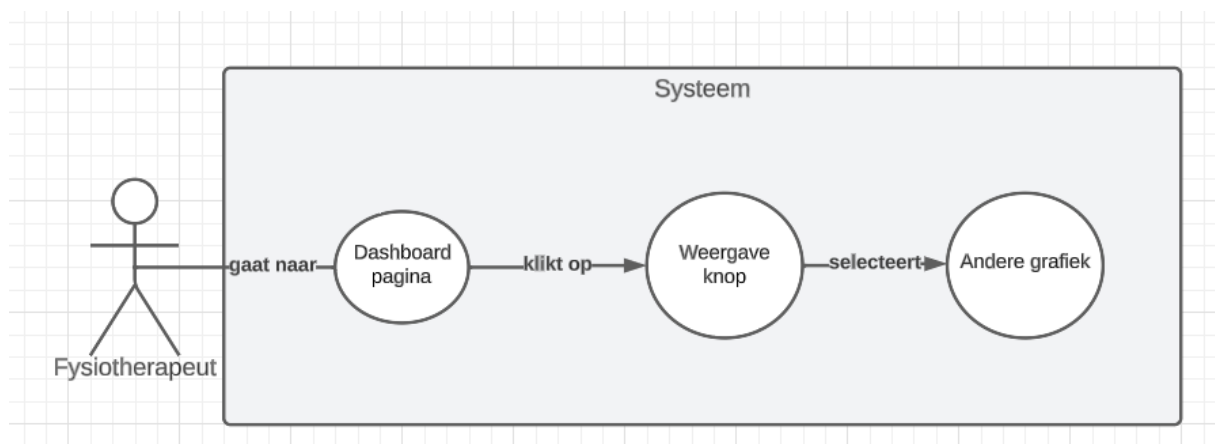 Systeem
Fysiotherapeut
gaat naar
Dashboard
pagina
klikt op
Weergave
knop
selecteert
Andere grafiek